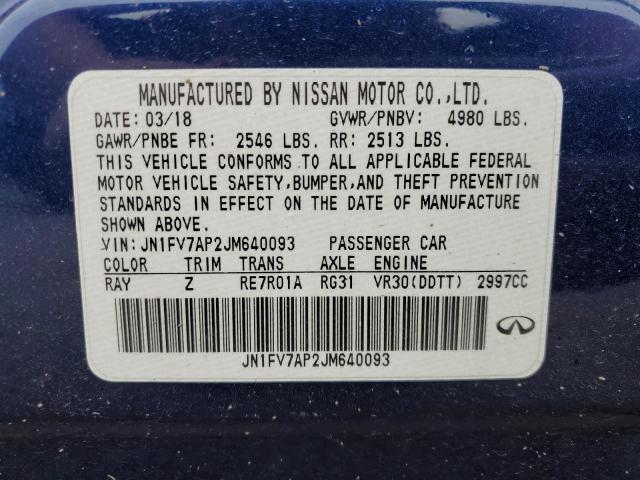 MANUFACTURED BY NISSAN MOTOR CO.,LTD.
DATE: 03/18 GVWR/PNBV: 4980 LBS.
GAWR/PNBE FR: 2546 LBS. RR: 2513 LBS.
THIS VEHICLE CONFORMS TO ALL APPLICABLE FEDERAL
MOTOR VEHICLE SAFETY,BUMPER,AND THEFT PREVENTION
STANDARDS IN EFFECT ON THE DATE OF MANUFACTURE
SHOWN ABOVE.
VIN: JN1FV7AP2JM640093 PASSENGER CAR
COLOR TRIM TRANS AXLE ENGINE
RAY Z RE7R01A RG31 VR30(DDTT) 2997CC
JN1FV7AP2JM640093